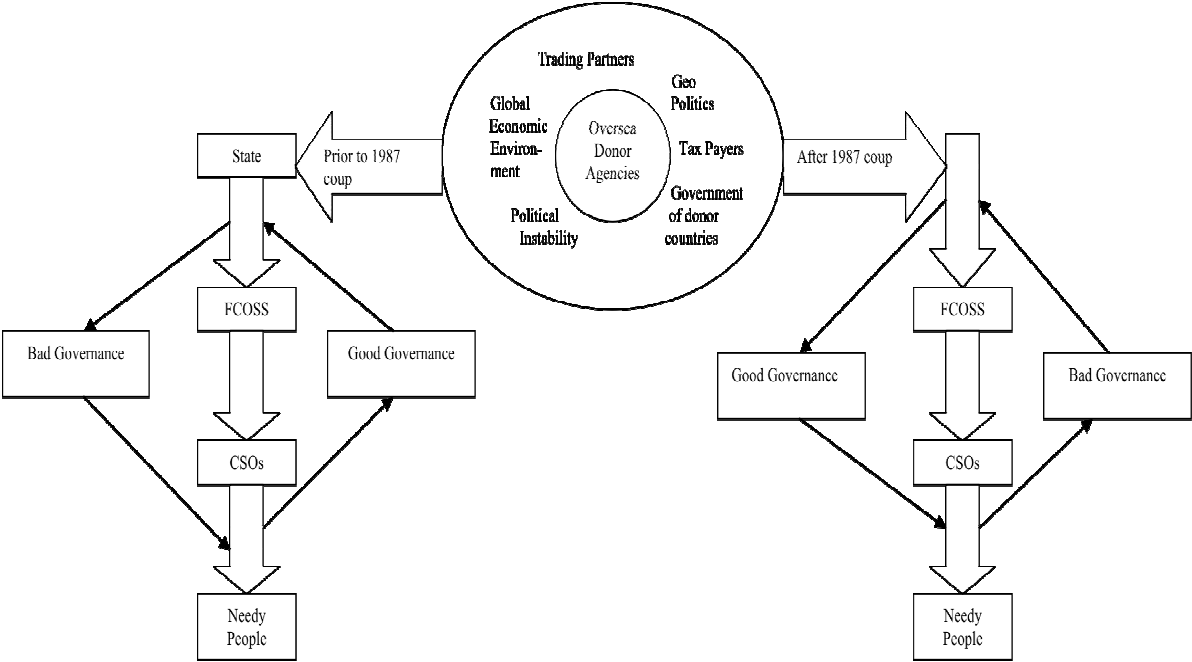 Trading Partners
Geo
Politics
Global
Economic
Environ-
ment
Oversea
Donor
Agencies
Tax Payers
Political
Instability
Government
of donor
countries
State
Prior to 1987
coup
After 1987 coup
FCOSS
Bad Governance
Good Governance
CSOs
Needy
People
FCOSS
Good Governance
Bad Governance
CSOs
Needy
People